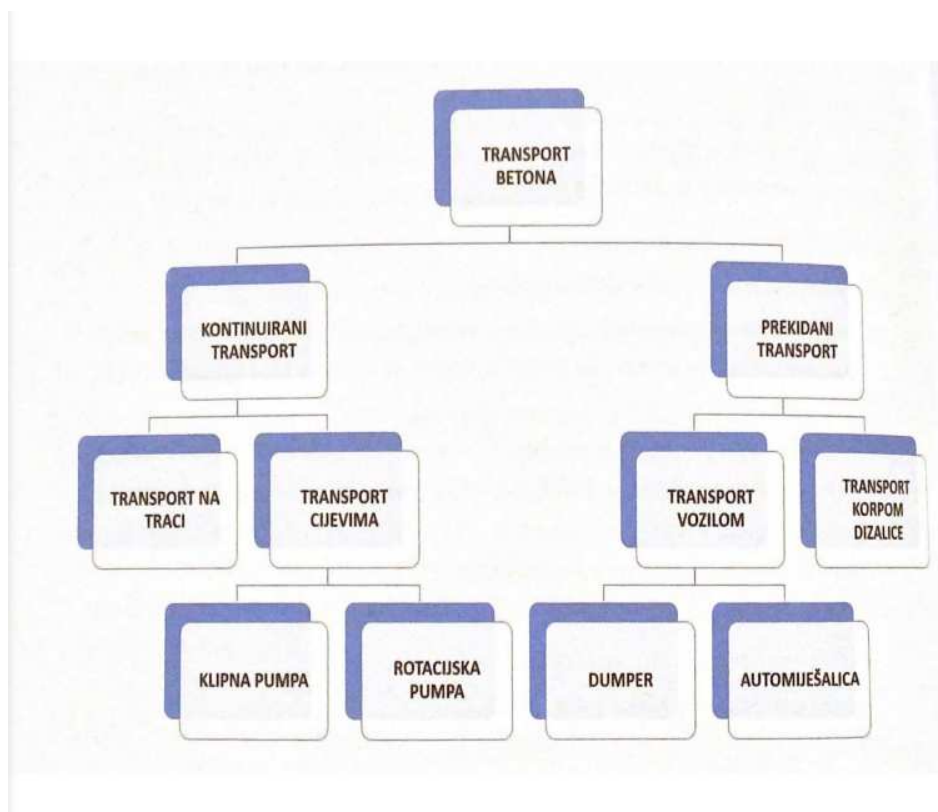 TRANSPORT
BETONA
KONTINUIRANI
TRANSPORT
PREKIDANI
TRANSPORT
TRANSPORT NA
TRACI
TRANSPORT
CIJEVIMA
TRANSPORT
VOZILOM
TRANSPORT
KORPOM
DIZALICE
KLIPNA PUMPA
ROTACIJSKA
PUMPA
DUMPER
AUTOMIJEŠALICA